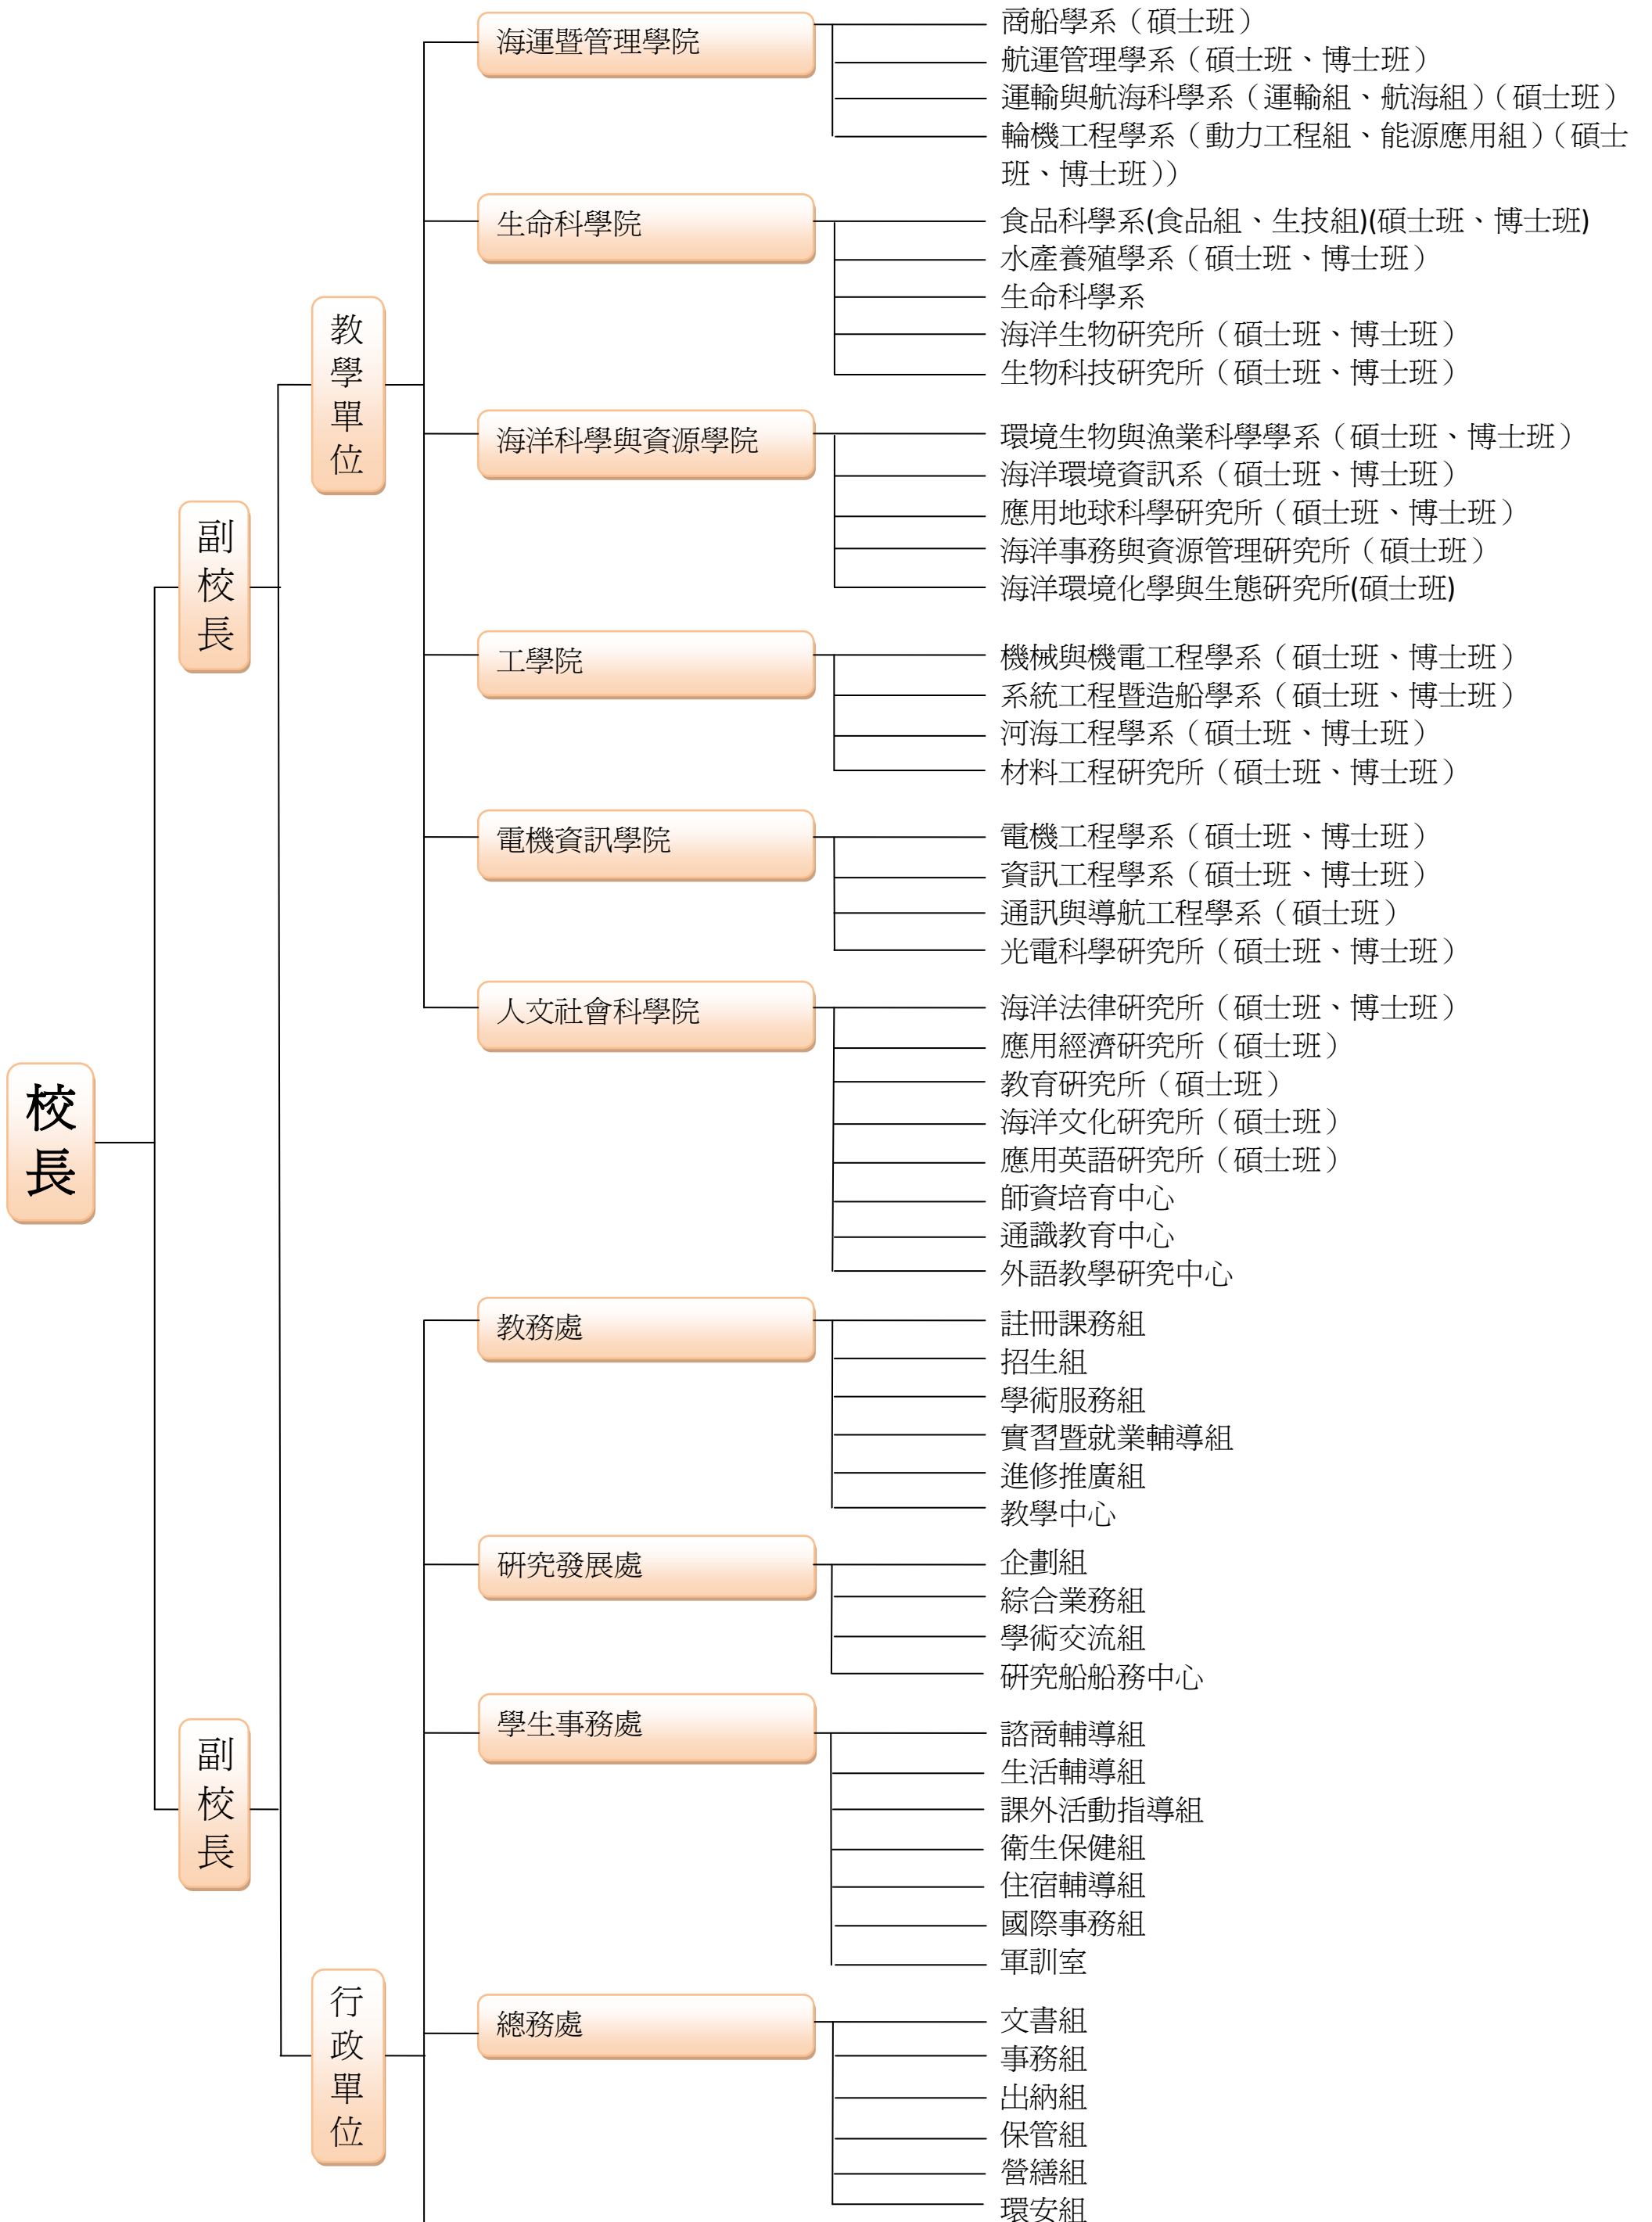 校長
副校長
副校長
教學單位
海運暨管理學院
商船學系（碩士班）
航運管理學系（碩士班、博士班）
運輸與航海科學系（運輸組、航海組）（碩士班）
輪機工程學系（動力工程組、能源應用組）（碩士
班、博士班））
生命科學院
食品科學系(食品組、生技組)(碩士班、博士班)
水產養殖學系（碩士班、博士班）
生命科學系
海洋生物研究所（碩士班、博士班）
生物科技研究所（碩士班、博士班）
海洋科學與資源學院
環境生物與漁業科學學系（碩士班、博士班）
海洋環境資訊系（碩士班、博士班）
應用地球科學研究所（碩士班、博士班）
海洋事務與資源管理研究所（碩士班）
海洋環境化學與生態研究所(碩士班)
工學院
機械與機電工程學系（碩士班、博士班）
系統工程暨造船學系（碩士班、博士班）
河海工程學系（碩士班、博士班）
材料工程研究所（碩士班、博士班）
電機資訊學院
電機工程學系（碩士班、博士班）
資訊工程學系（碩士班、博士班）
通訊與導航工程學系（碩士班）
光電科學研究所（碩士班、博士班）
人文社會科學院
海洋法律研究所（碩士班、博士班）
應用經濟研究所（碩士班）
教育研究所（碩士班）
海洋文化研究所（碩士班）
應用英語研究所（碩士班）
師資培育中心
通識教育中心
外語教學研究中心
行政單位
教務處
註冊課務組
招生組
學術服務組
實習暨就業輔導組
進修推廣組
教學中心
研究發展處
企劃組
綜合業務組
學術交流組
研究船船務中心
學生事務處
諮商輔導組
生活輔導組
課外活動指導組
衛生保健組
住宿輔導組
國際事務組
軍訓室
總務處
文書組
事務組
出納組
保管組
營繕組
環安組